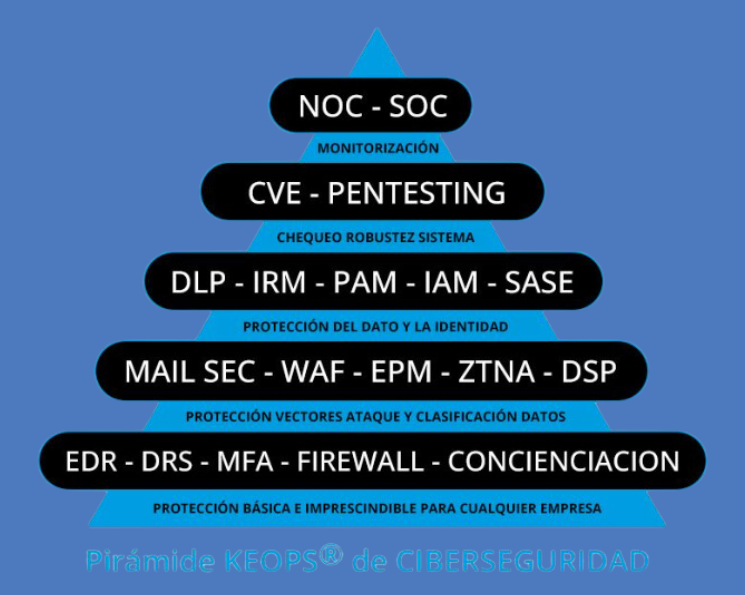 NOC - SOC
MONITORIZACIÓN
CVE - PENTESTING
CHEQUEO ROBUSTEZ SISTEMA
DLP - IRM - PAM - IAM - SASE
PROTECCIÓN DEL DATO Y LA IDENTIDAD
MAIL SEC - WAF - EPM - ZTNA - DSP
PROTECCIÓN VECTORES ATAQUE Y CLASIFICACIÓN DATOS
EDR - DRS - MFA - FIREWALL - CONCIENCIACION
PROTECCIÓN BÁSICA E IMPRESCINDIBLE PARA CUALQUIER EMPRESA
Pirámide KEOPS® de CIBERSEGURIDAD